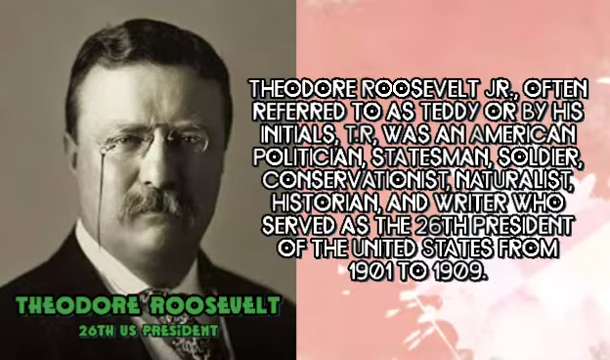 THEODORE ROOSEVELT JR., OFTEN
REFERRED TO AS TEDDY OR BY HIS
INITIALS, T.R, WAS AN AMERICAN
POLITICIAN, STATESMAN, SOLDIER,
CONSERVATIONIST, NATURALIST,
HISTORIAN, AND WRITER WHO
SERVED AS THE 26TH PRESIDENT
OF THE UNITED STATES FROM
1901 TO 1909.
THEODORE ROOSEVELT
26TH US PRESIDENT